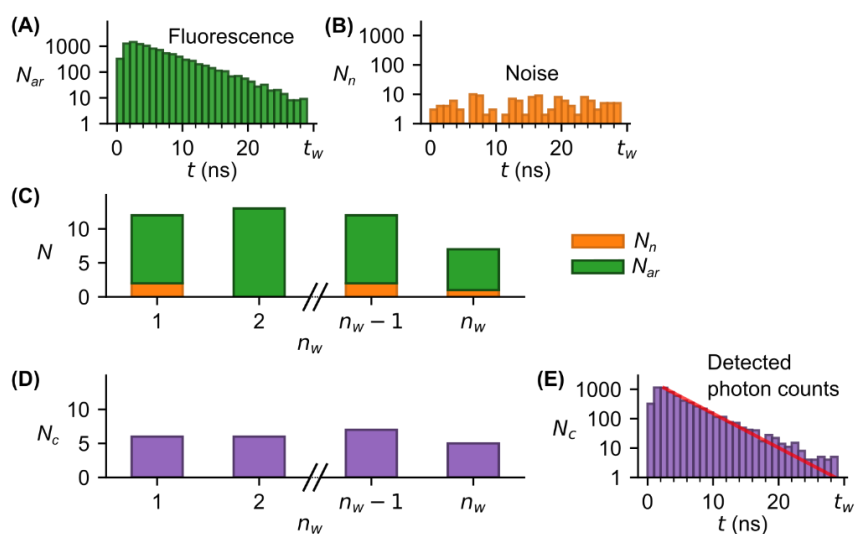 (A)
Fluorescence
1000
100
10
1
N_ar
0
10
20
t_w
t (ns)
(B)
Noise
1000
100
10
1
N_n
0
10
20
t_w
t (ns)
(C)
10
5
0
N
1
2
n_w − 1
n_w
n_w
N_n
N_ar
(D)
10
5
0
N_c
1
2
n_w − 1
n_w
n_w
(E)
Detected
photon counts
1000
100
10
1
N_c
0
10
20
t_w
t (ns)